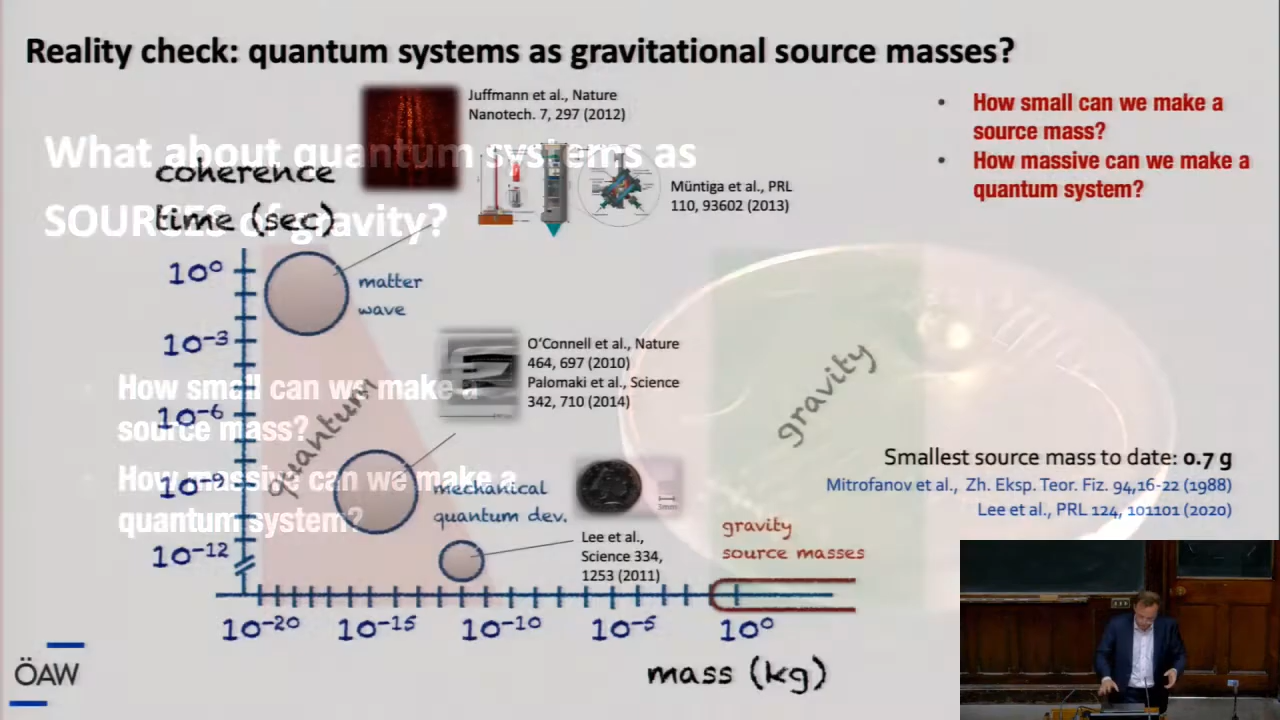 Reality check: quantum systems as gravitational source masses?
Juffmann et al., Nature
Nanotech. 7, 297 (2012)
• How small can we make a
source mass?
• How massive can we make a
quantum system?
What about quantum systems as
SOURCES of gravity?
coherence
time (sec)
Müntiga et al., PRL
110, 93602 (2013)
10⁰
10⁻³
10⁻⁶
10⁻⁹
10⁻¹²
matter
wave
O'Connell et al., Nature
464, 697 (2010)
Palomaki et al., Science
342, 710 (2014)
quantum
gravity
How small can we make a
source mass?
How massive can we make a
quantum system?
mechanical
quantum dev.
Lee et al.,
Science 334,
1253 (2011)
Smallest source mass to date: 0.7 g
Mitrofanov et al., Zh. Eksp. Teor. Fiz. 94,16-22 (1988)
Lee et al., PRL 124, 101101 (2020)
gravity
source masses
10⁻²⁰ 10⁻¹⁵ 10⁻¹⁰ 10⁻⁵ 10⁰
mass (kg)
ÖAW